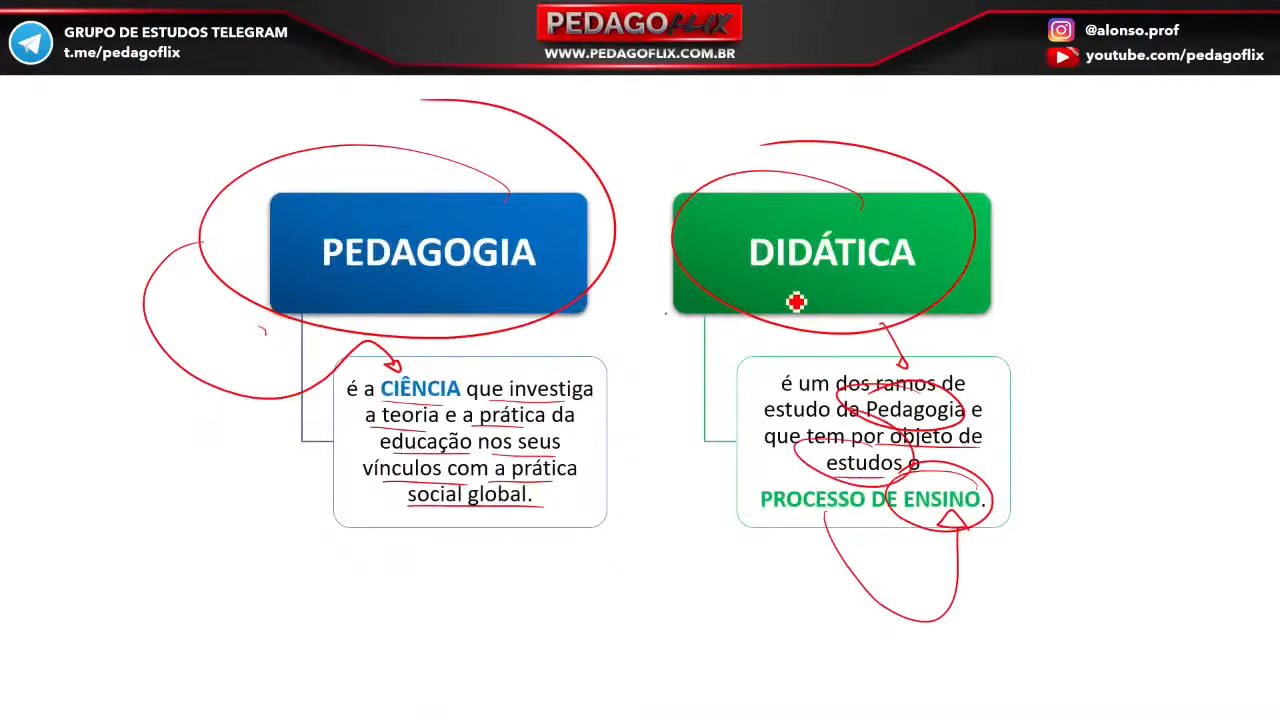 GRUPO DE ESTUDOS TELEGRAM
t.me/pedagoflix
PEDAGOFLIX
WWW.PEDAGOFLIX.COM.BR
@alonso.prof
youtube.com/pedagoflix
PEDAGOGIA
é a CIÊNCIA que investiga
a teoria e a prática da
educação nos seus
vínculos com a prática
social global.
DIDÁTICA
é um dos ramos de
estudo da Pedagogia e
que tem por objeto de
estudos o
PROCESSO DE ENSINO.